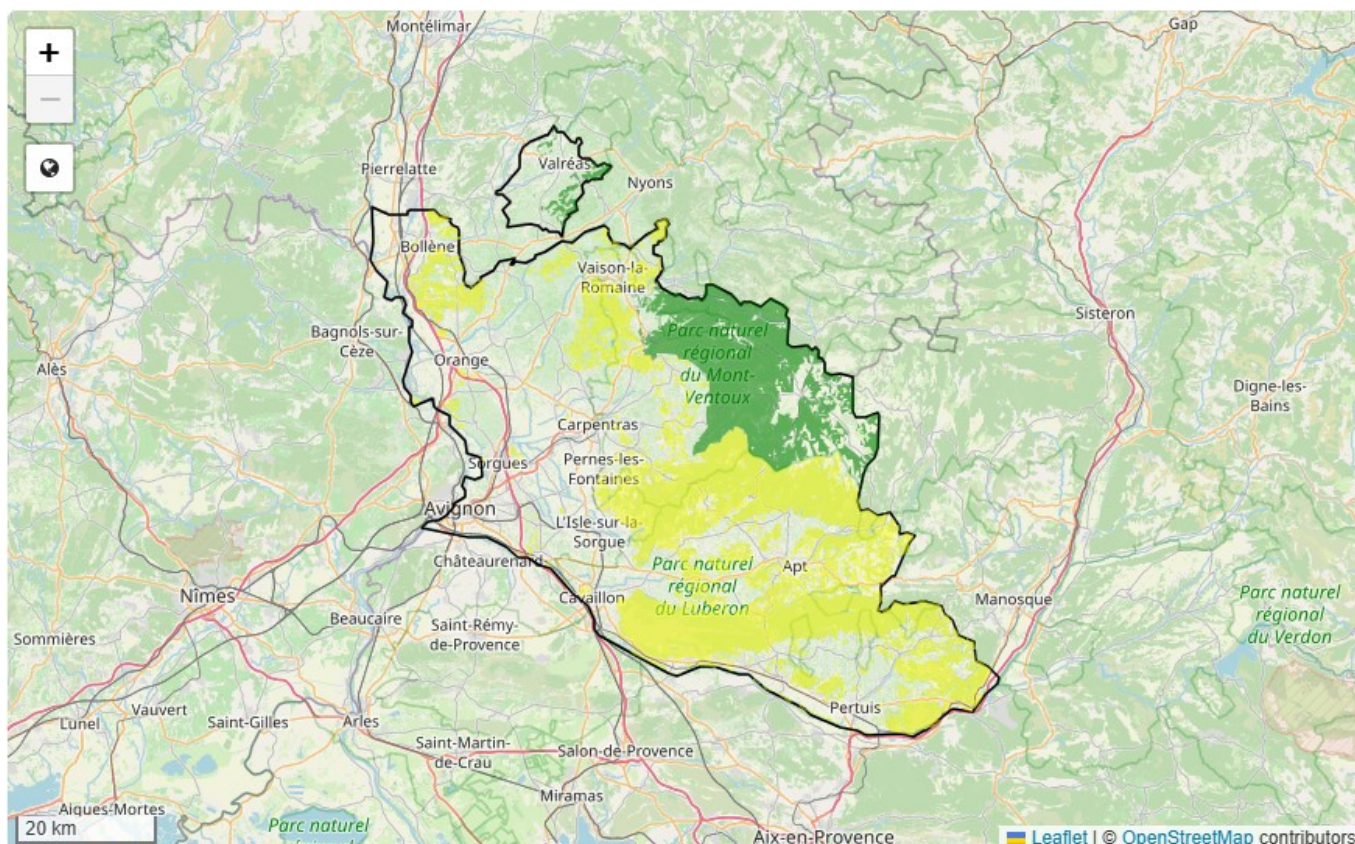 +
Montélimar
Gap
−
Valréas
Pierrelatte
Nyons
Bollène
Vaison-la-
Romaine
Sisteron
Bagnols-sur-
Cèze
Parc naturel
régional
du Mont-
Ventoux
Orange
Alès
Digne-les-
Bains
Carpentras
Sorgues
Pernes-les-
Fontaines
Avignon
L'Isle-sur-la-
Sorgue
Châteaurenard
Parc naturel
régional
du Luberon
Apt
Nîmes
Cavaillon
Manosque
Parc naturel
régional
du Verdon
Beaucaire
Saint-Rémy-
de-Provence
Sommières
Pertuis
Vauvert
Lunel
Saint-Gilles
Arles
Saint-Martin-
de-Crau
Salon-de-Provence
Miramas
Aigues-Mortes
20 km
Parc naturel
Aix-en-Provence
Leaflet | © OpenStreetMap contributors